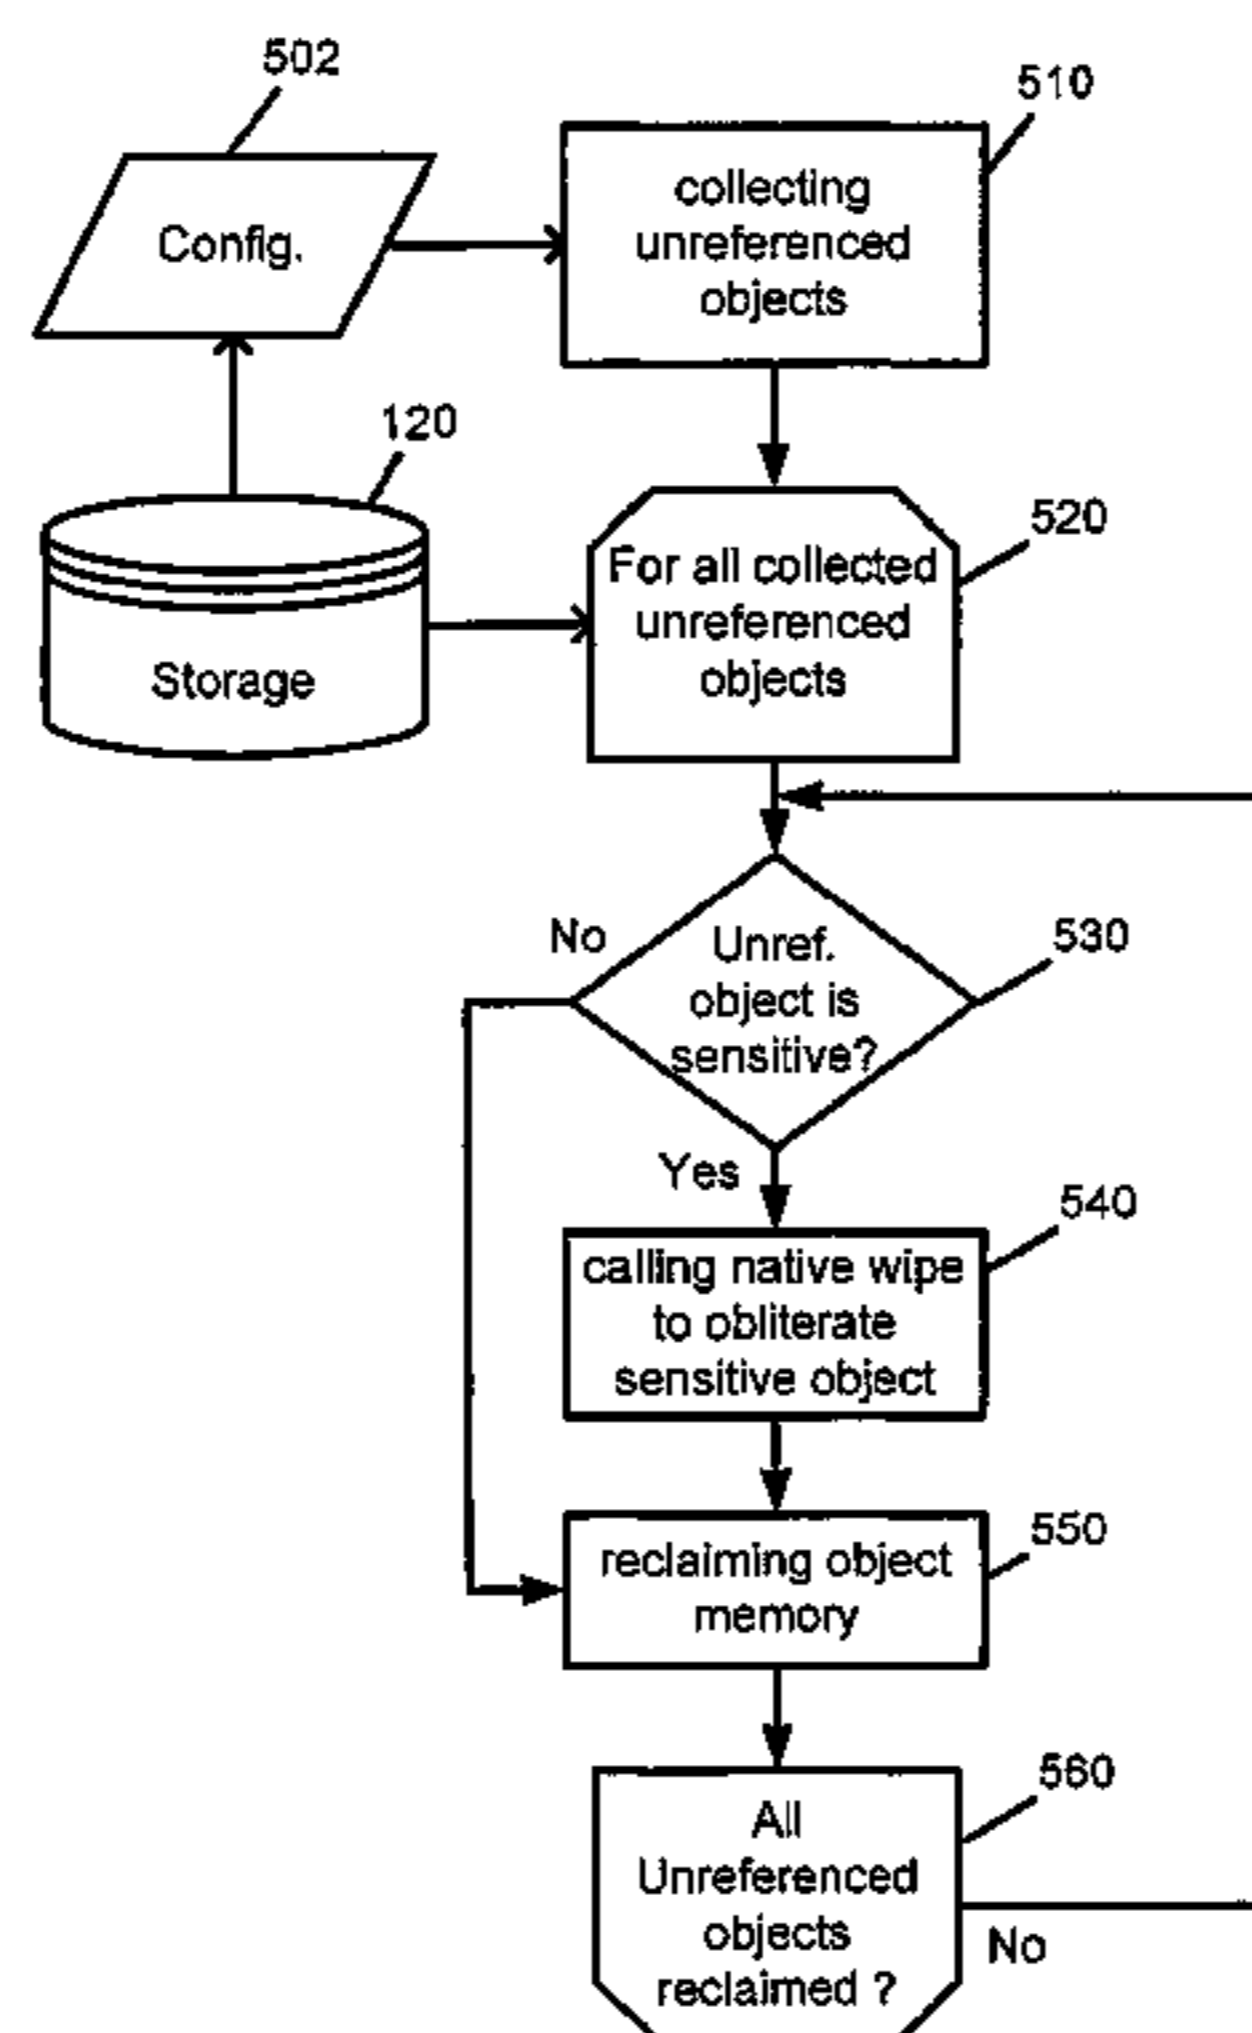 502
510
Config.
collecting
unreferenced
objects
120
520
Storage
For all collected
unreferenced
objects
No
530
Unref.
object is
sensitive?
Yes
540
calling native wipe
to obliterate
sensitive object
550
reclaiming object
memory
560
All
Unreferenced
objects
reclaimed ?
No